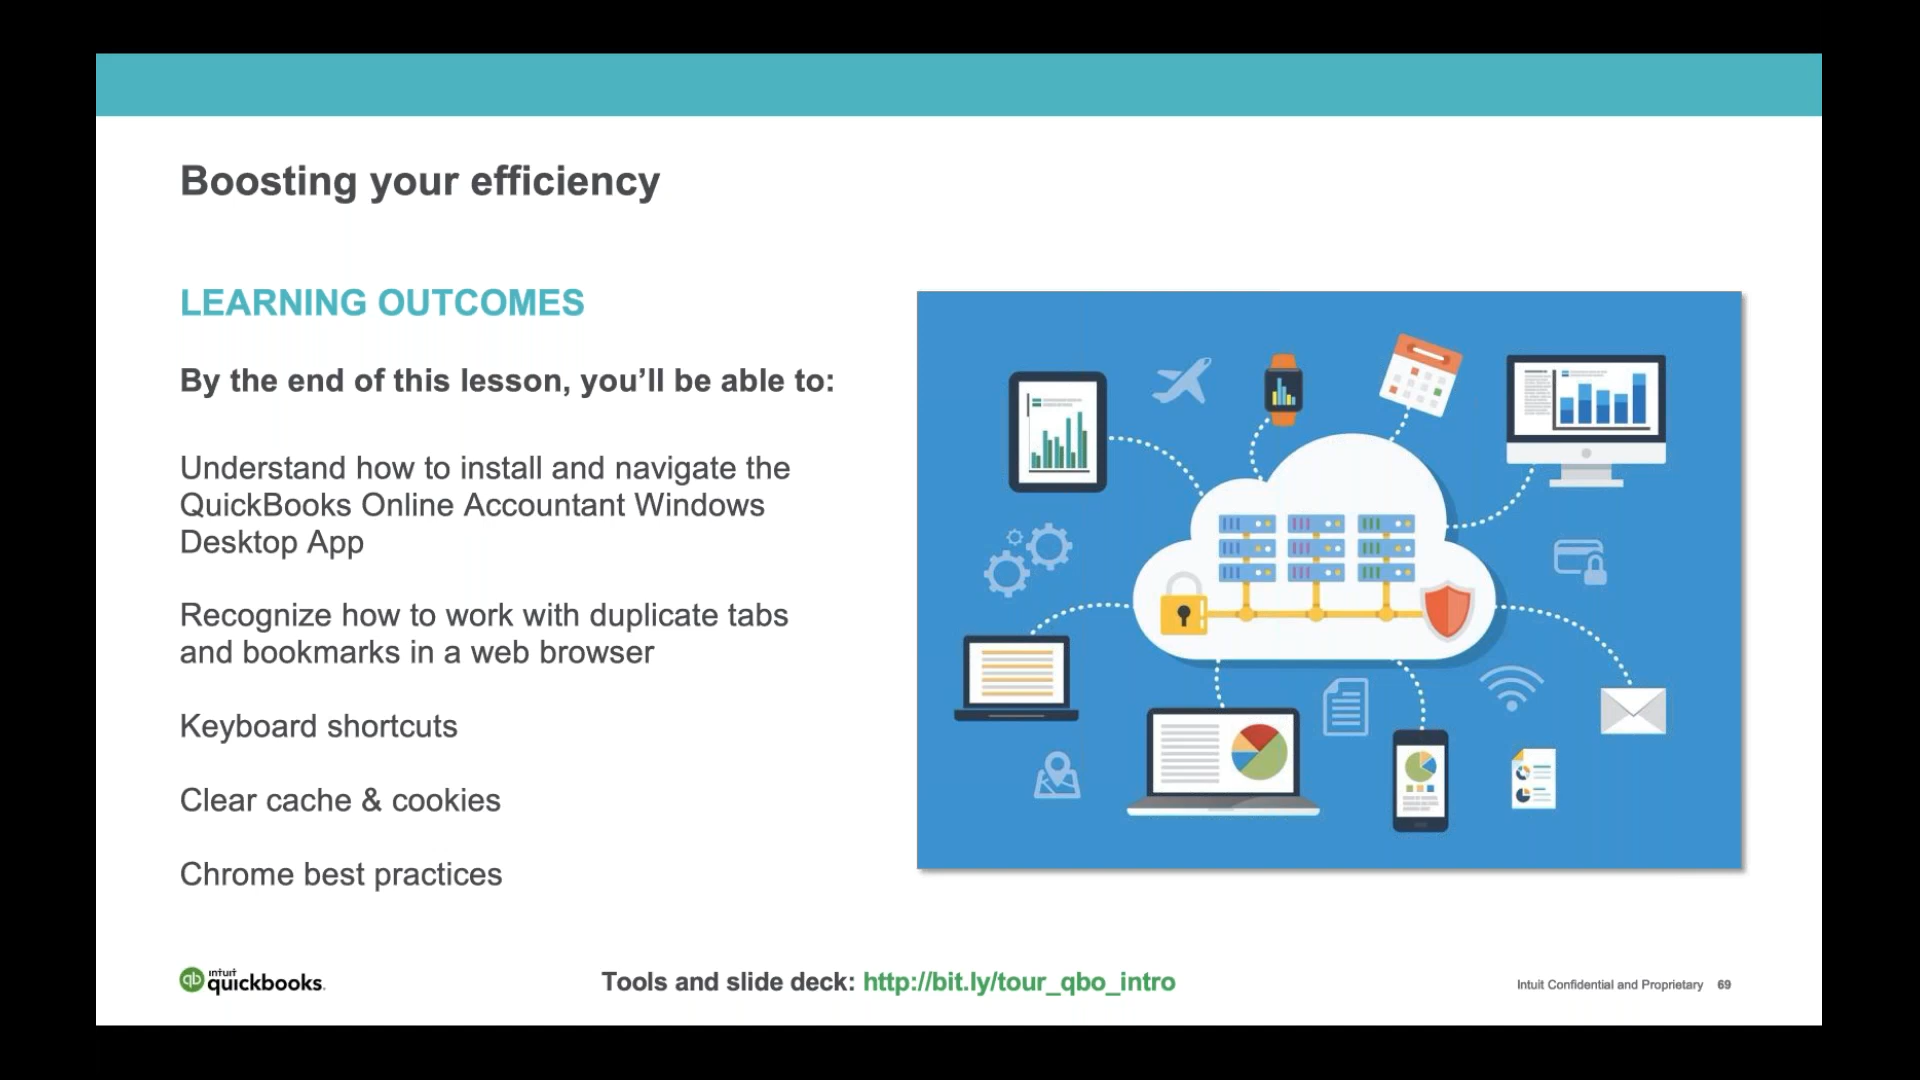 Boosting your efficiency
LEARNING OUTCOMES
By the end of this lesson, you’ll be able to:
Understand how to install and navigate the
QuickBooks Online Accountant Windows
Desktop App
Recognize how to work with duplicate tabs
and bookmarks in a web browser
Keyboard shortcuts
Clear cache & cookies
Chrome best practices
qb intuit quickbooks.
Tools and slide deck: http://bit.ly/tour_qbo_intro
Intuit Confidential and Proprietary 69